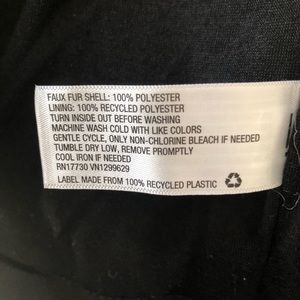 FAUX FUR SHELL: 100% POLYESTER
LINING: 100% RECYCLED POLYESTER
TURN INSIDE OUT BEFORE WASHING
MACHINE WASH COLD WITH LIKE COLORS
GENTLE CYCLE, ONLY NON-CHLORINE BLEACH IF NEEDED
TUMBLE DRY LOW, REMOVE PROMPTLY
COOL IRON IF NEEDED
RN17730 VN1299629
LABEL MADE FROM 100% RECYCLED PLASTIC